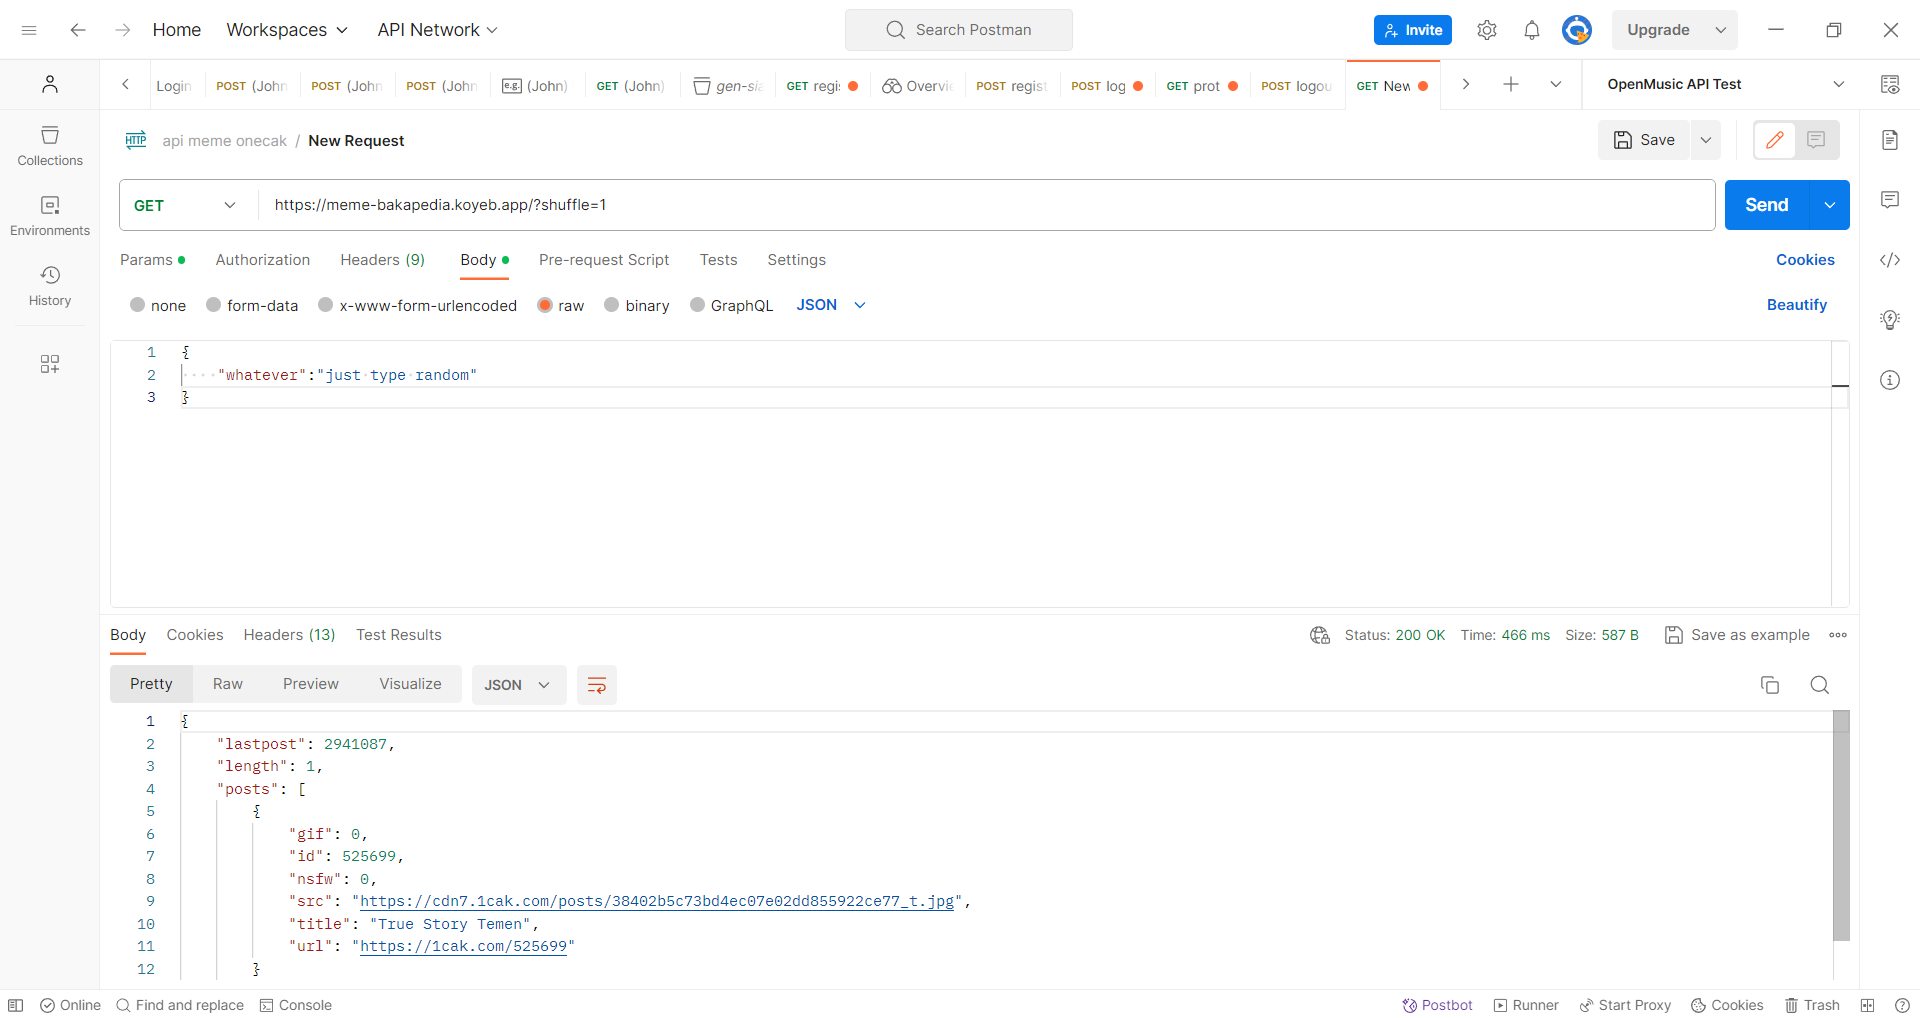 Home Workspaces API Network Search Postman Invite Upgrade
Login POST (John POST (John POST (John e.g. (John) GET (John) gen-sia GET regi: Overvi POST regist POST log GET prot POST logou GET New OpenMusic API Test
HTTP api meme onecak / New Request Save
GET https://meme-bakapedia.koyeb.app/?shuffle=1 Send
Params Authorization Headers (9) Body Pre-request Script Tests Settings Cookies
none form-data x-www-form-urlencoded raw binary GraphQL JSON Beautify
Collections
Environments
History
1 {
2 "whatever":"just type random"
3 }
Body Cookies Headers (13) Test Results Status: 200 OK Time: 466 ms Size: 587 B Save as example
Pretty Raw Preview Visualize JSON
1 {
2 "lastpost": 2941087,
3 "length": 1,
4 "posts": [
5 {
6 "gif": 0,
7 "id": 525699,
8 "nsfw": 0,
9 "src": "https://cdn7.1cak.com/posts/38402b5c73bd4ec07e02dd855922ce77_t.jpg",
10 "title": "True Story Temen",
11 "url": "https://1cak.com/525699"
12 }
Online Find and replace Console Postbot Runner Start Proxy Cookies Trash